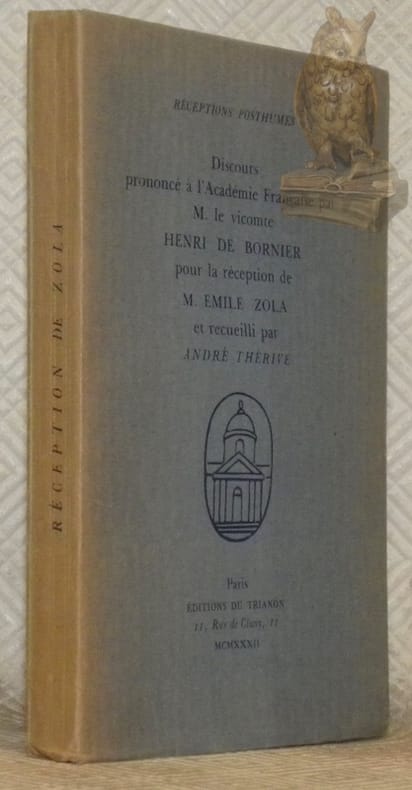 RÉCEPTION DE ZOLA
RÉCEPTIONS POSTHUMES
Discours
prononcé à l'Académie Française par
M. le vicomte
HENRI DE BORNIER
pour la réception de
M. EMILE ZOLA
et recueilli par
ANDRÉ THÉRIVE
Paris
ÉDITIONS DU TRIANON
11, Rue de Cluny, 11
MCMXXXII